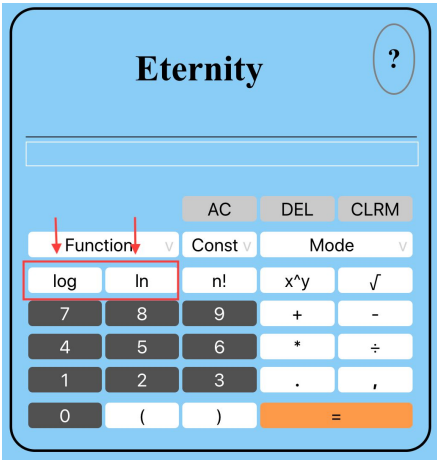 Eternity ?
AC DEL CLRM
Function v Const v Mode v
log ln n! x^y √
7 8 9 + -
4 5 6 * ÷
1 2 3 . ,
0 ( ) =